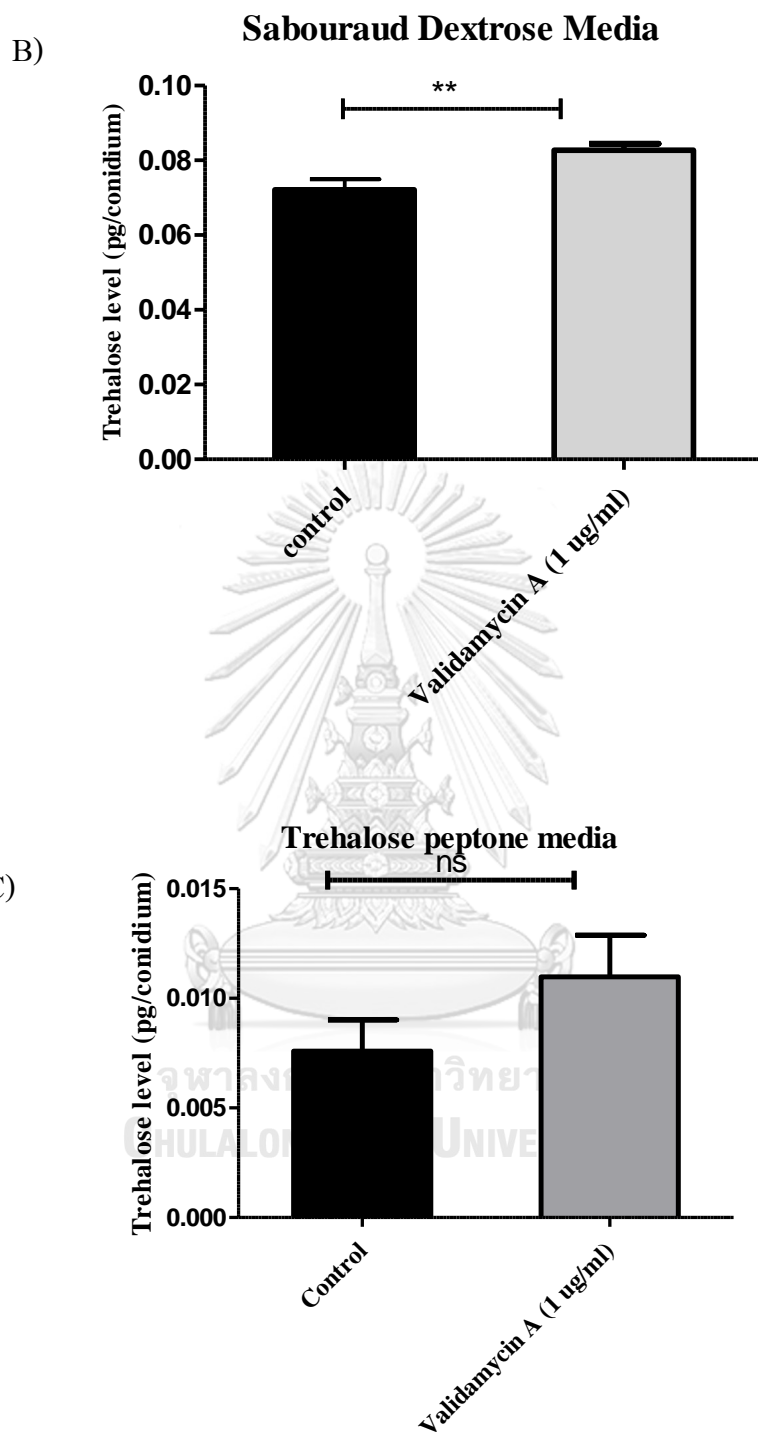 B)
Sabouraud Dextrose Media
**
0.10
0.08
0.06
0.04
0.02
0.00
Trehalose level (pg/conidium)
control
Validamycin A (1 ug/ml)
C)
Trehalose peptone media
ns
0.015
0.010
0.005
0.000
Trehalose level (pg/conidium)
Control
Validamycin A (1 ug/ml)